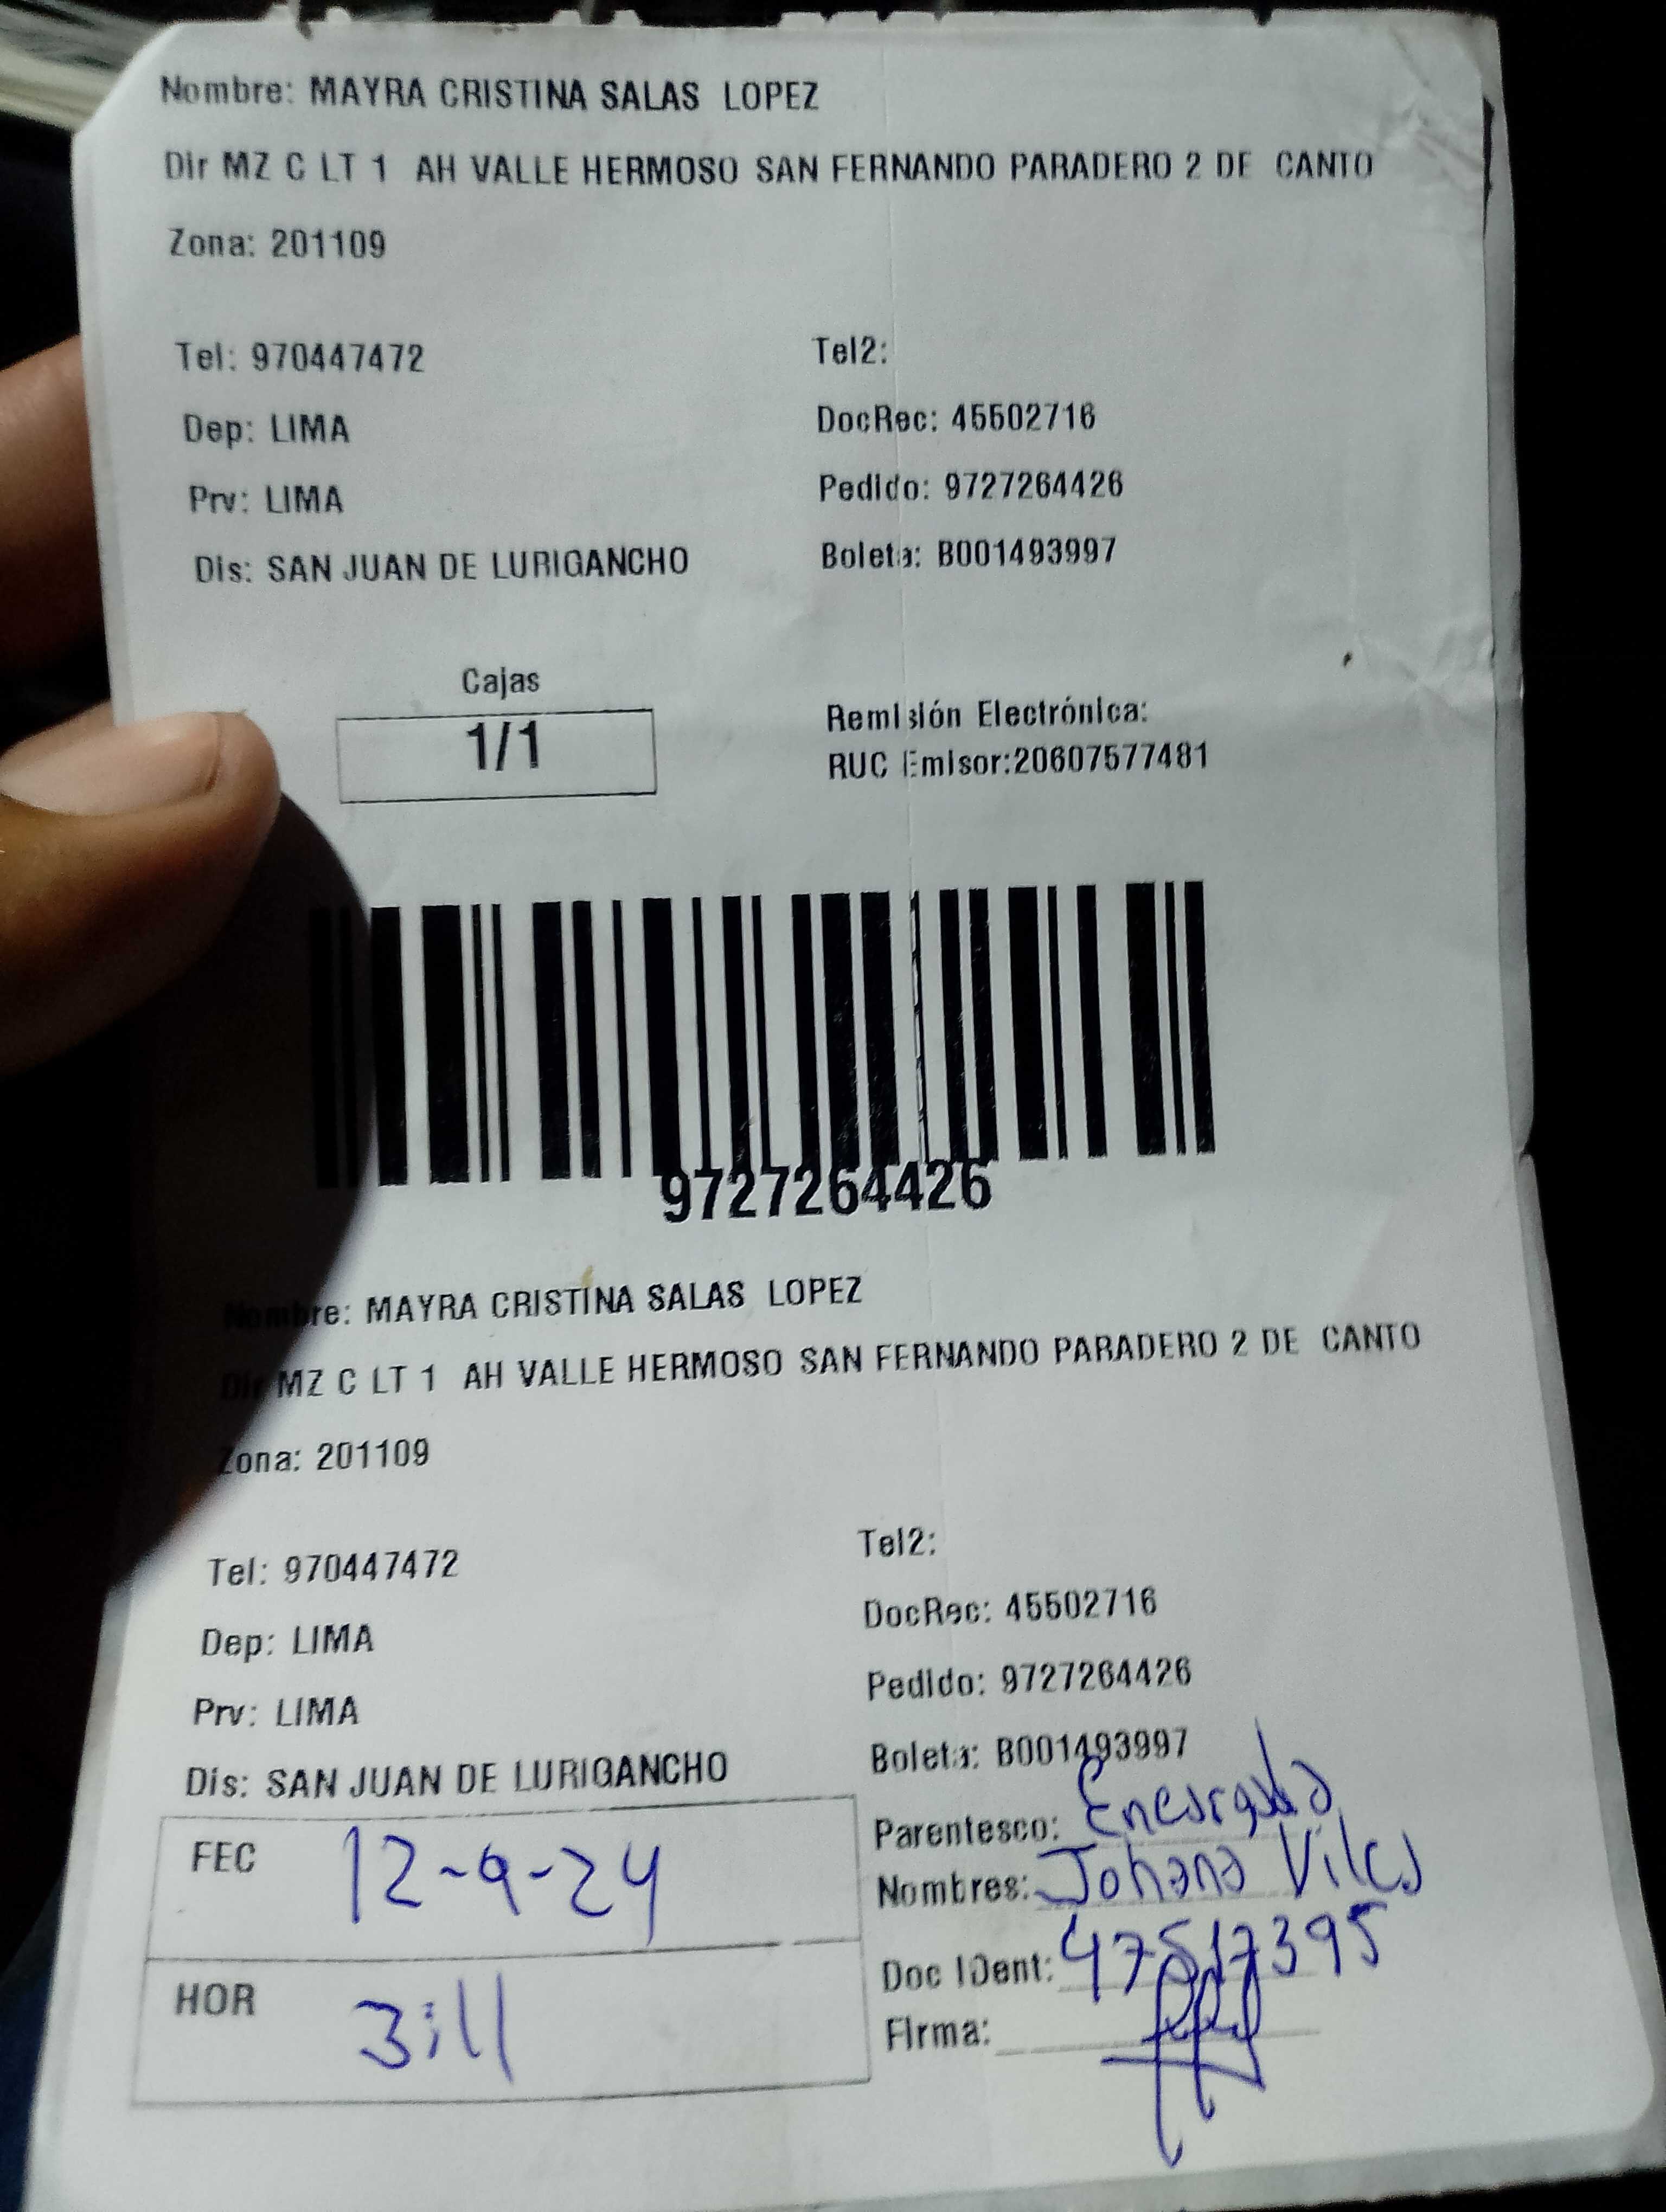 Nombre: MAYRA CRISTINA SALAS LOPEZ
Dir MZ C LT 1 AH VALLE HERMOSO SAN FERNANDO PARADERO 2 DE CANTO
Zona: 201109
Tel: 970447472 Tel2:
Dep: LIMA DocRec: 45502716
Prv: LIMA Pedido: 9727264426
Dis: SAN JUAN DE LURIGANCHO Boleta: B001493997
Cajas
1/1
Remisión Electrónica:
RUC Emisor:20607577481
9727264426
Nombre: MAYRA CRISTINA SALAS LOPEZ
Dir MZ C LT 1 AH VALLE HERMOSO SAN FERNANDO PARADERO 2 DE CANTO
Zona: 201109
Tel: 970447472 Tel2:
Dep: LIMA DocRec: 45502716
Prv: LIMA Pedido: 9727264426
Dis: SAN JUAN DE LURIGANCHO Boleta: B001493997
FEC 12-9-24
Parentesco: Encargada
Nombres: Johana
HOR 3:11
Doc IDent: 47517395
Firma: